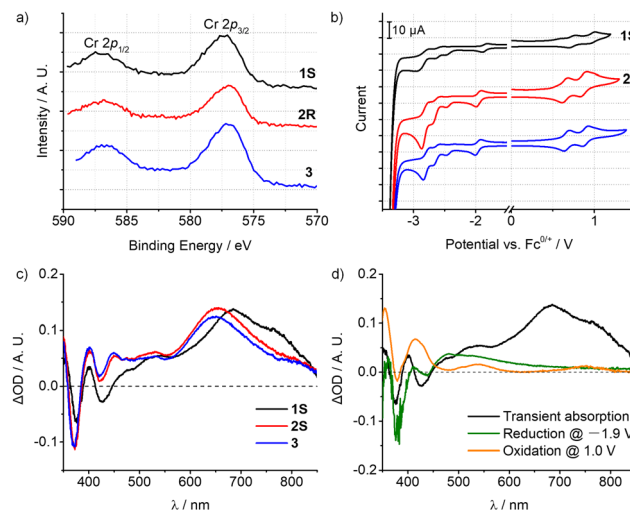 a)
Cr 2p1/2
Cr 2p3/2
1S
2R
3
Intensity / A. U.
590 585 580 575 570
Binding Energy / eV
b)
10 μA
1S
2
3
Current
−3 −2 −1 0 1
Potential vs. Fc0/+ / V
c)
0.2
0.1
0.0
-0.1
ΔOD / A. U.
1S
2S
3
400 500 600 700 800
λ / nm
d)
0.2
0.1
0.0
-0.1
-0.2
ΔOD / A. U.
Transient absorption
Reduction @ −1.9 V
Oxidation @ 1.0 V
400 500 600 700 800
λ / nm